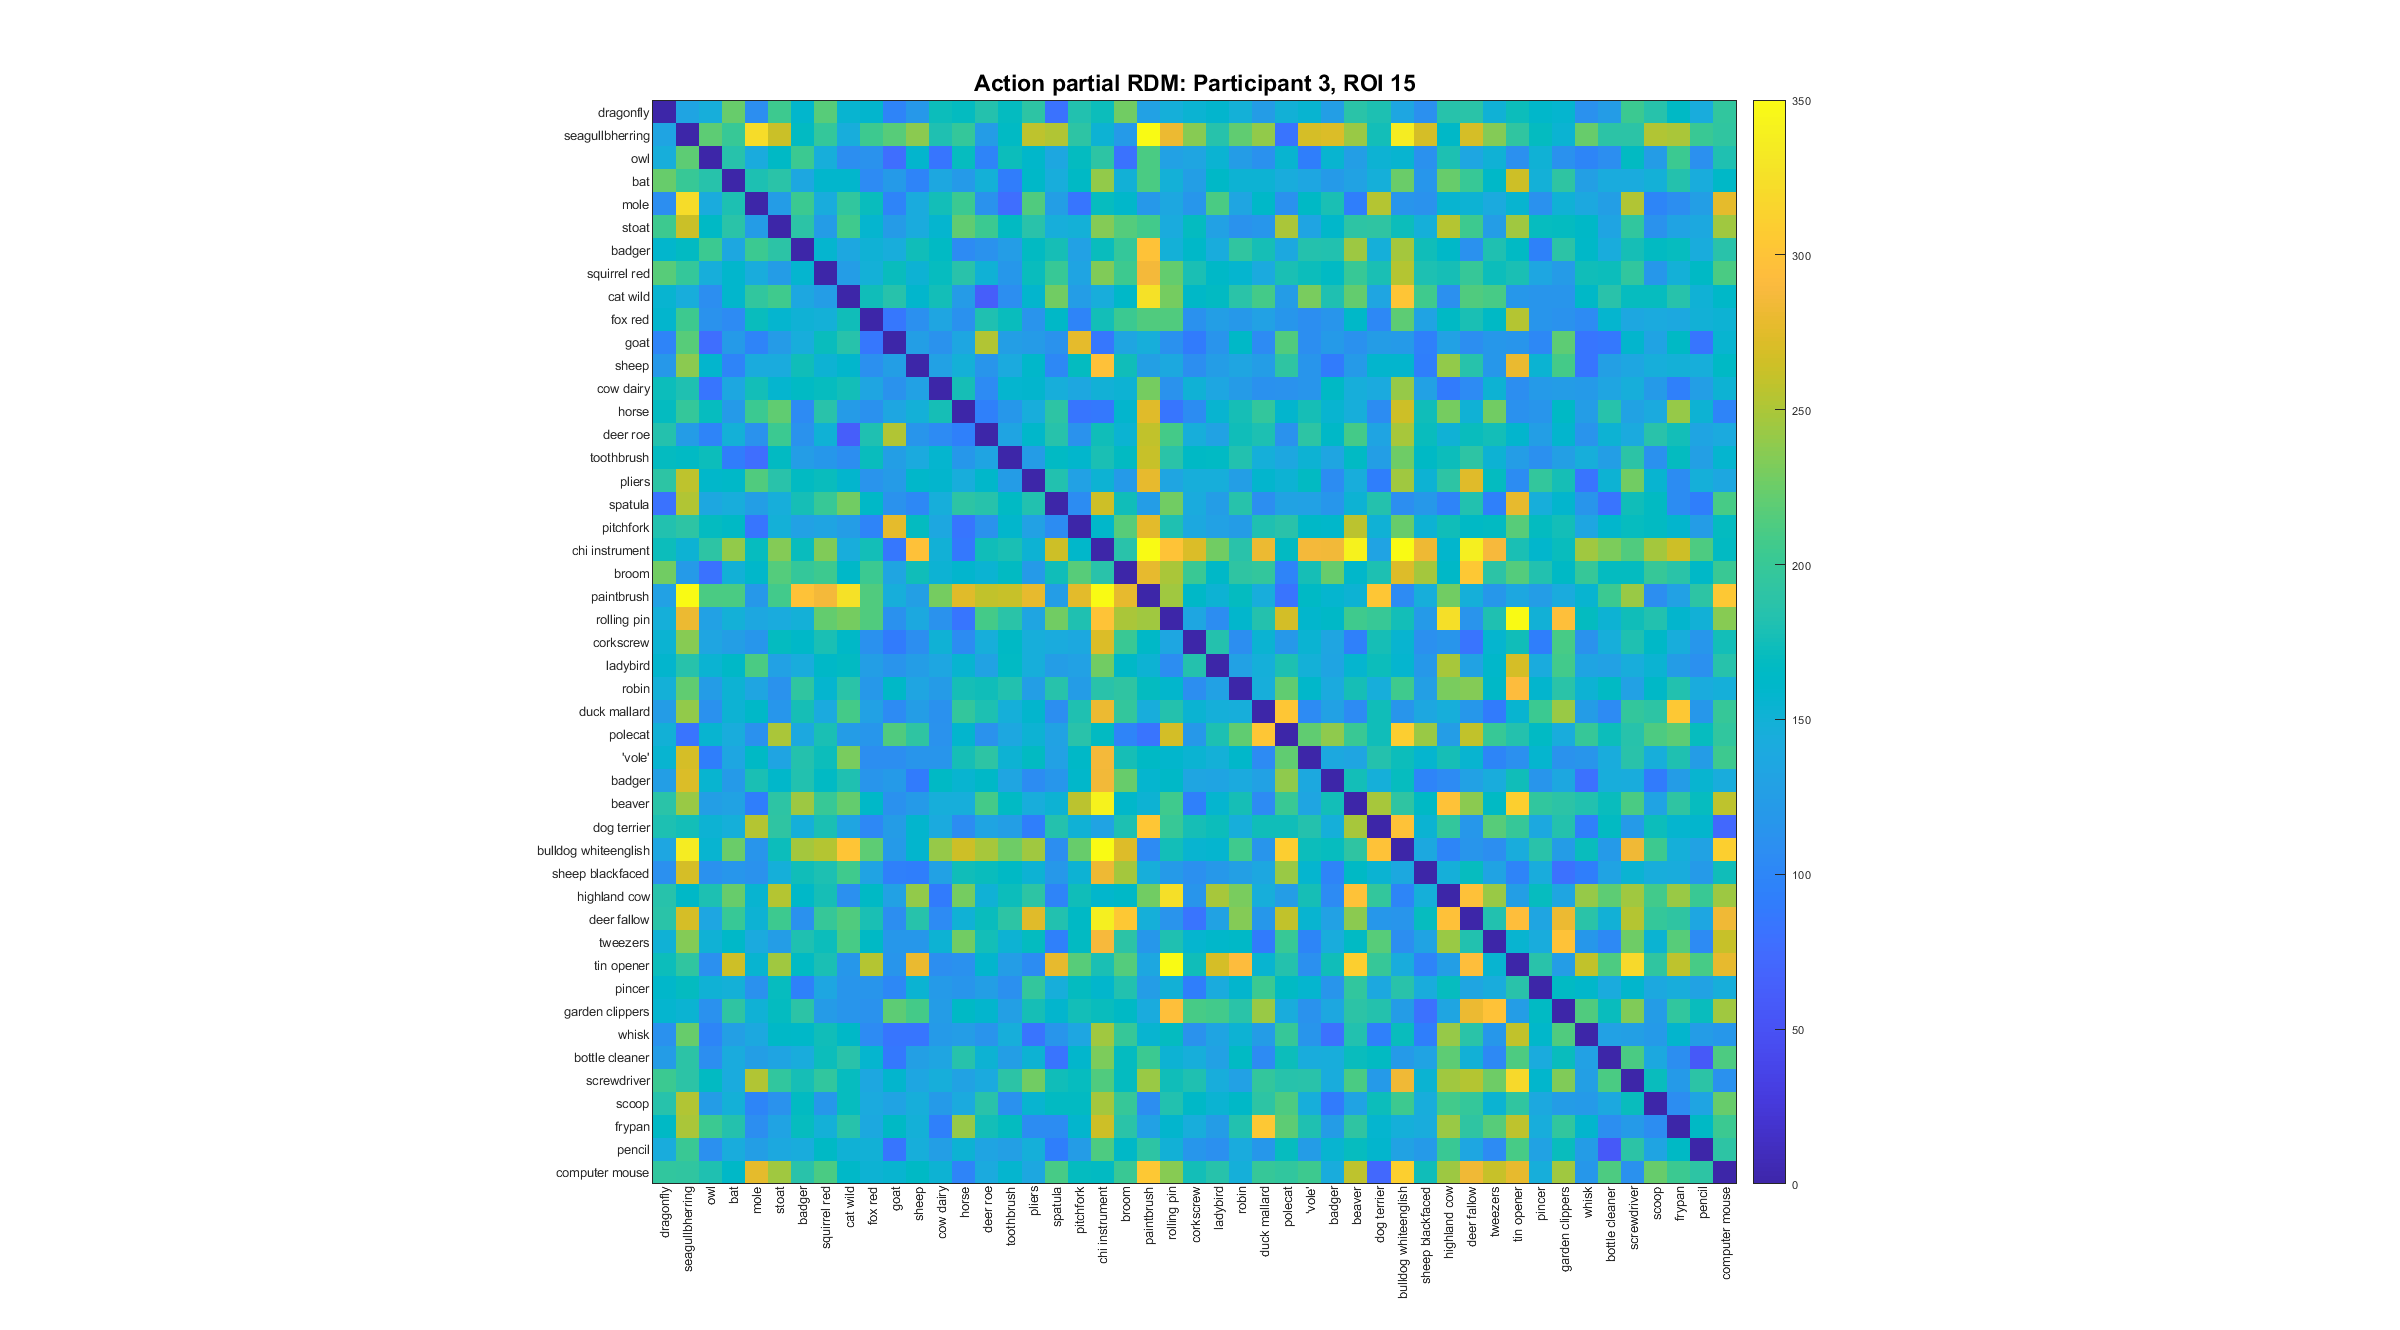 Action partial RDM: Participant 3, ROI 15
dragonfly
seagullbherring
owl
bat
mole
stoat
badger
squirrel red
cat wild
fox red
goat
sheep
cow dairy
horse
deer roe
toothbrush
pliers
spatula
pitchfork
chi instrument
broom
paintbrush
rolling pin
corkscrew
ladybird
robin
duck mallard
polecat
'vole'
badger
beaver
dog terrier
bulldog whiteenglish
sheep blackfaced
highland cow
deer fallow
tweezers
tin opener
pincer
garden clippers
whisk
bottle cleaner
screwdriver
scoop
frypan
pencil
computer mouse
dragonfly
seagullbherring
owl
bat
mole
stoat
badger
squirrel red
cat wild
fox red
goat
sheep
cow dairy
horse
deer roe
toothbrush
pliers
spatula
pitchfork
chi instrument
broom
paintbrush
rolling pin
corkscrew
ladybird
robin
duck mallard
polecat
'vole'
badger
beaver
dog terrier
bulldog whiteenglish
sheep blackfaced
highland cow
deer fallow
tweezers
tin opener
pincer
garden clippers
whisk
bottle cleaner
screwdriver
scoop
frypan
pencil
computer mouse
350
300
250
200
150
100
50
0